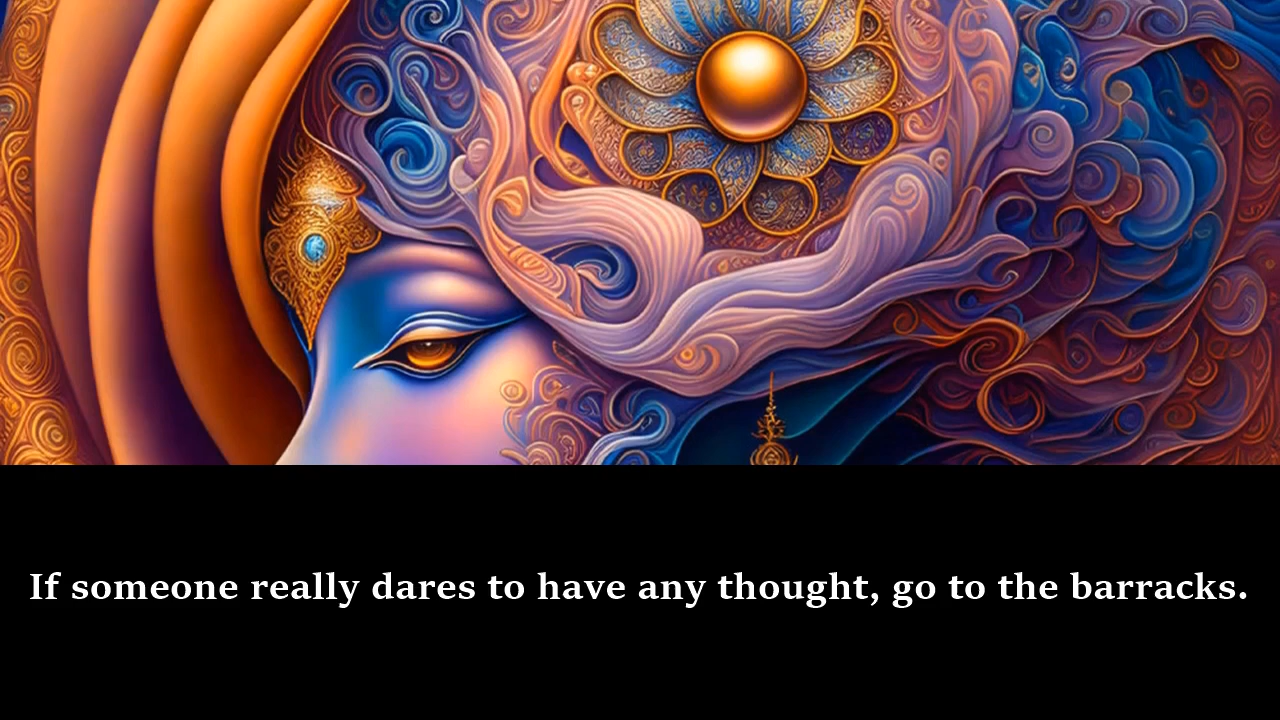 If someone really dares to have any thought, go to the barracks.